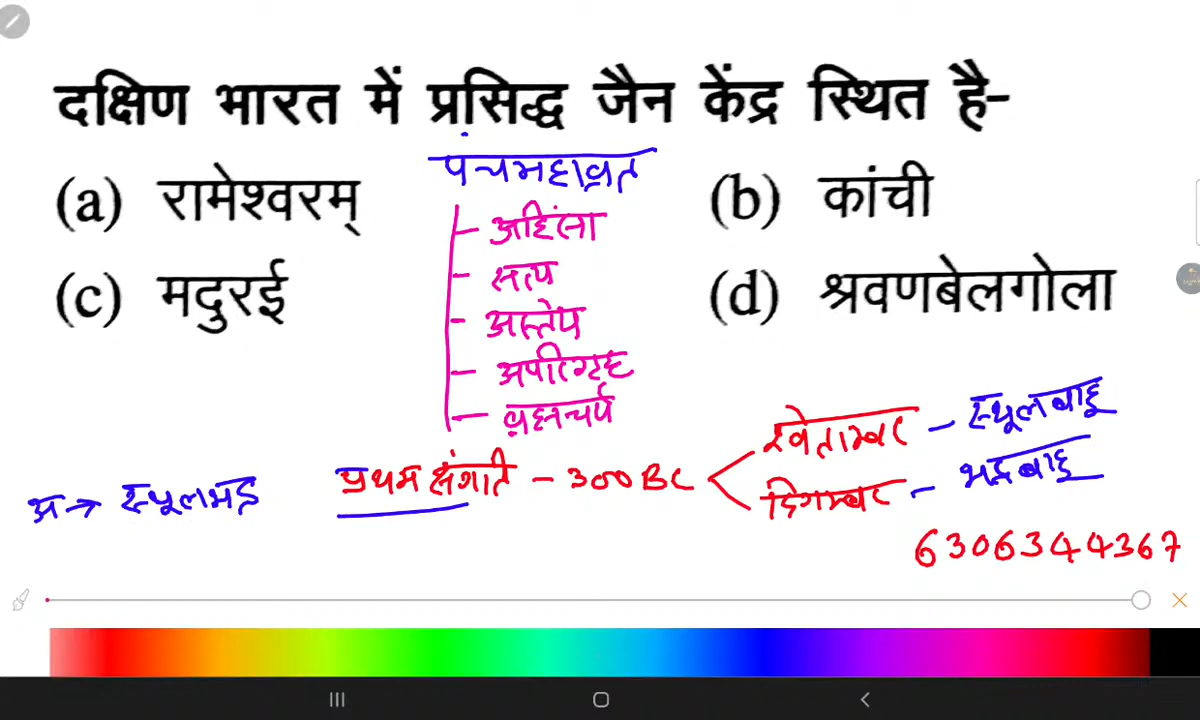 दक्षिण भारत में प्रसिद्ध जैन केंद्र स्थित है-
पंचमहाव्रत
(a) रामेश्वरम् (b) कांची
अहिंसा
सत्य
(c) मदुरई (d) श्रवणबेलगोला
अस्तेय
अपरिग्रह
ब्रह्मचर्य
श्वेताम्बर - स्थूलबाहू
प्रथम संगीति - 300 BC
दिगम्बर - भद्रबाहू
अ → स्थूलभद्र
6306344367